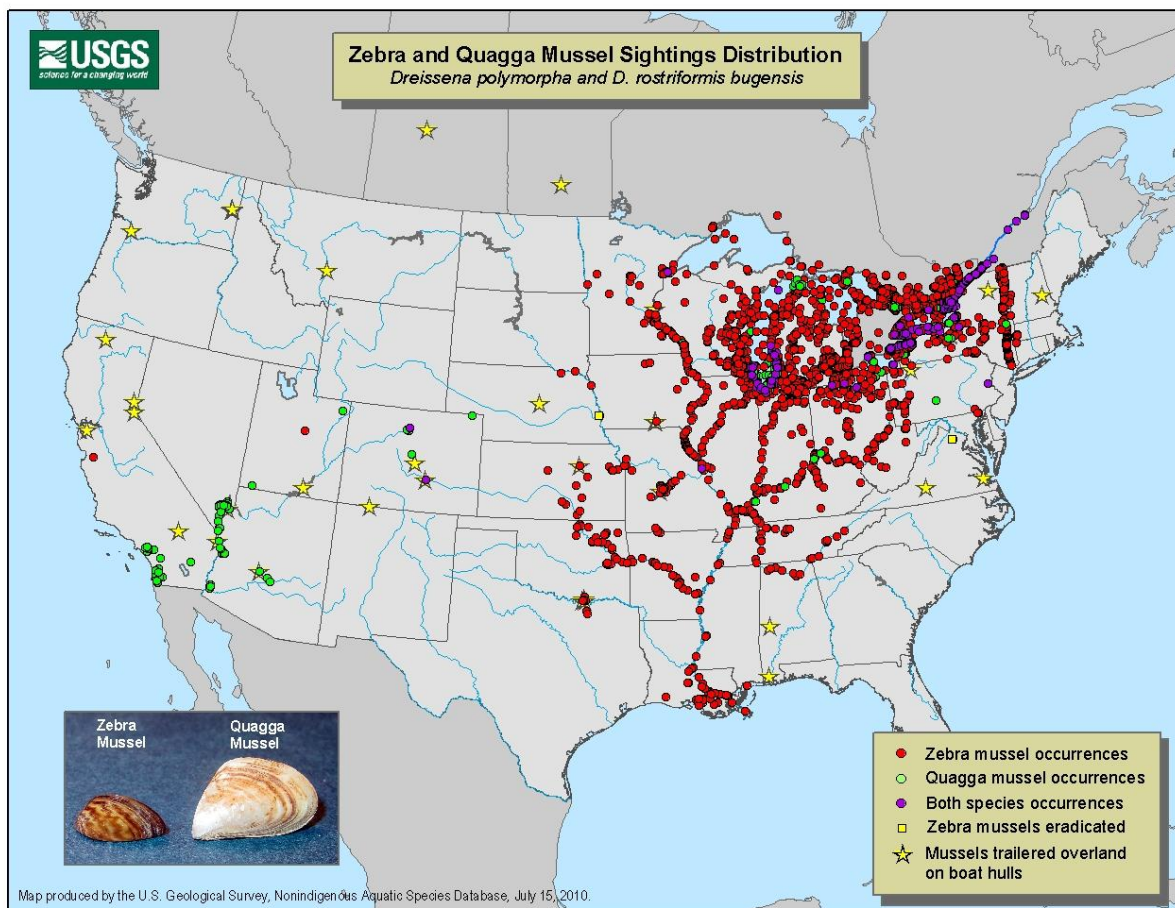 USGS
science for a changing world
Zebra and Quagga Mussel Sightings Distribution
Dreissena polymorpha and D. rostriformis bugensis
Zebra
Mussel
Quagga
Mussel
Zebra mussel occurrences
Quagga mussel occurrences
Both species occurrences
Zebra mussels eradicated
Mussels trailered overland
on boat hulls
Map produced by the U.S. Geological Survey, Nonindigenous Aquatic Species Database, July 15, 2010.